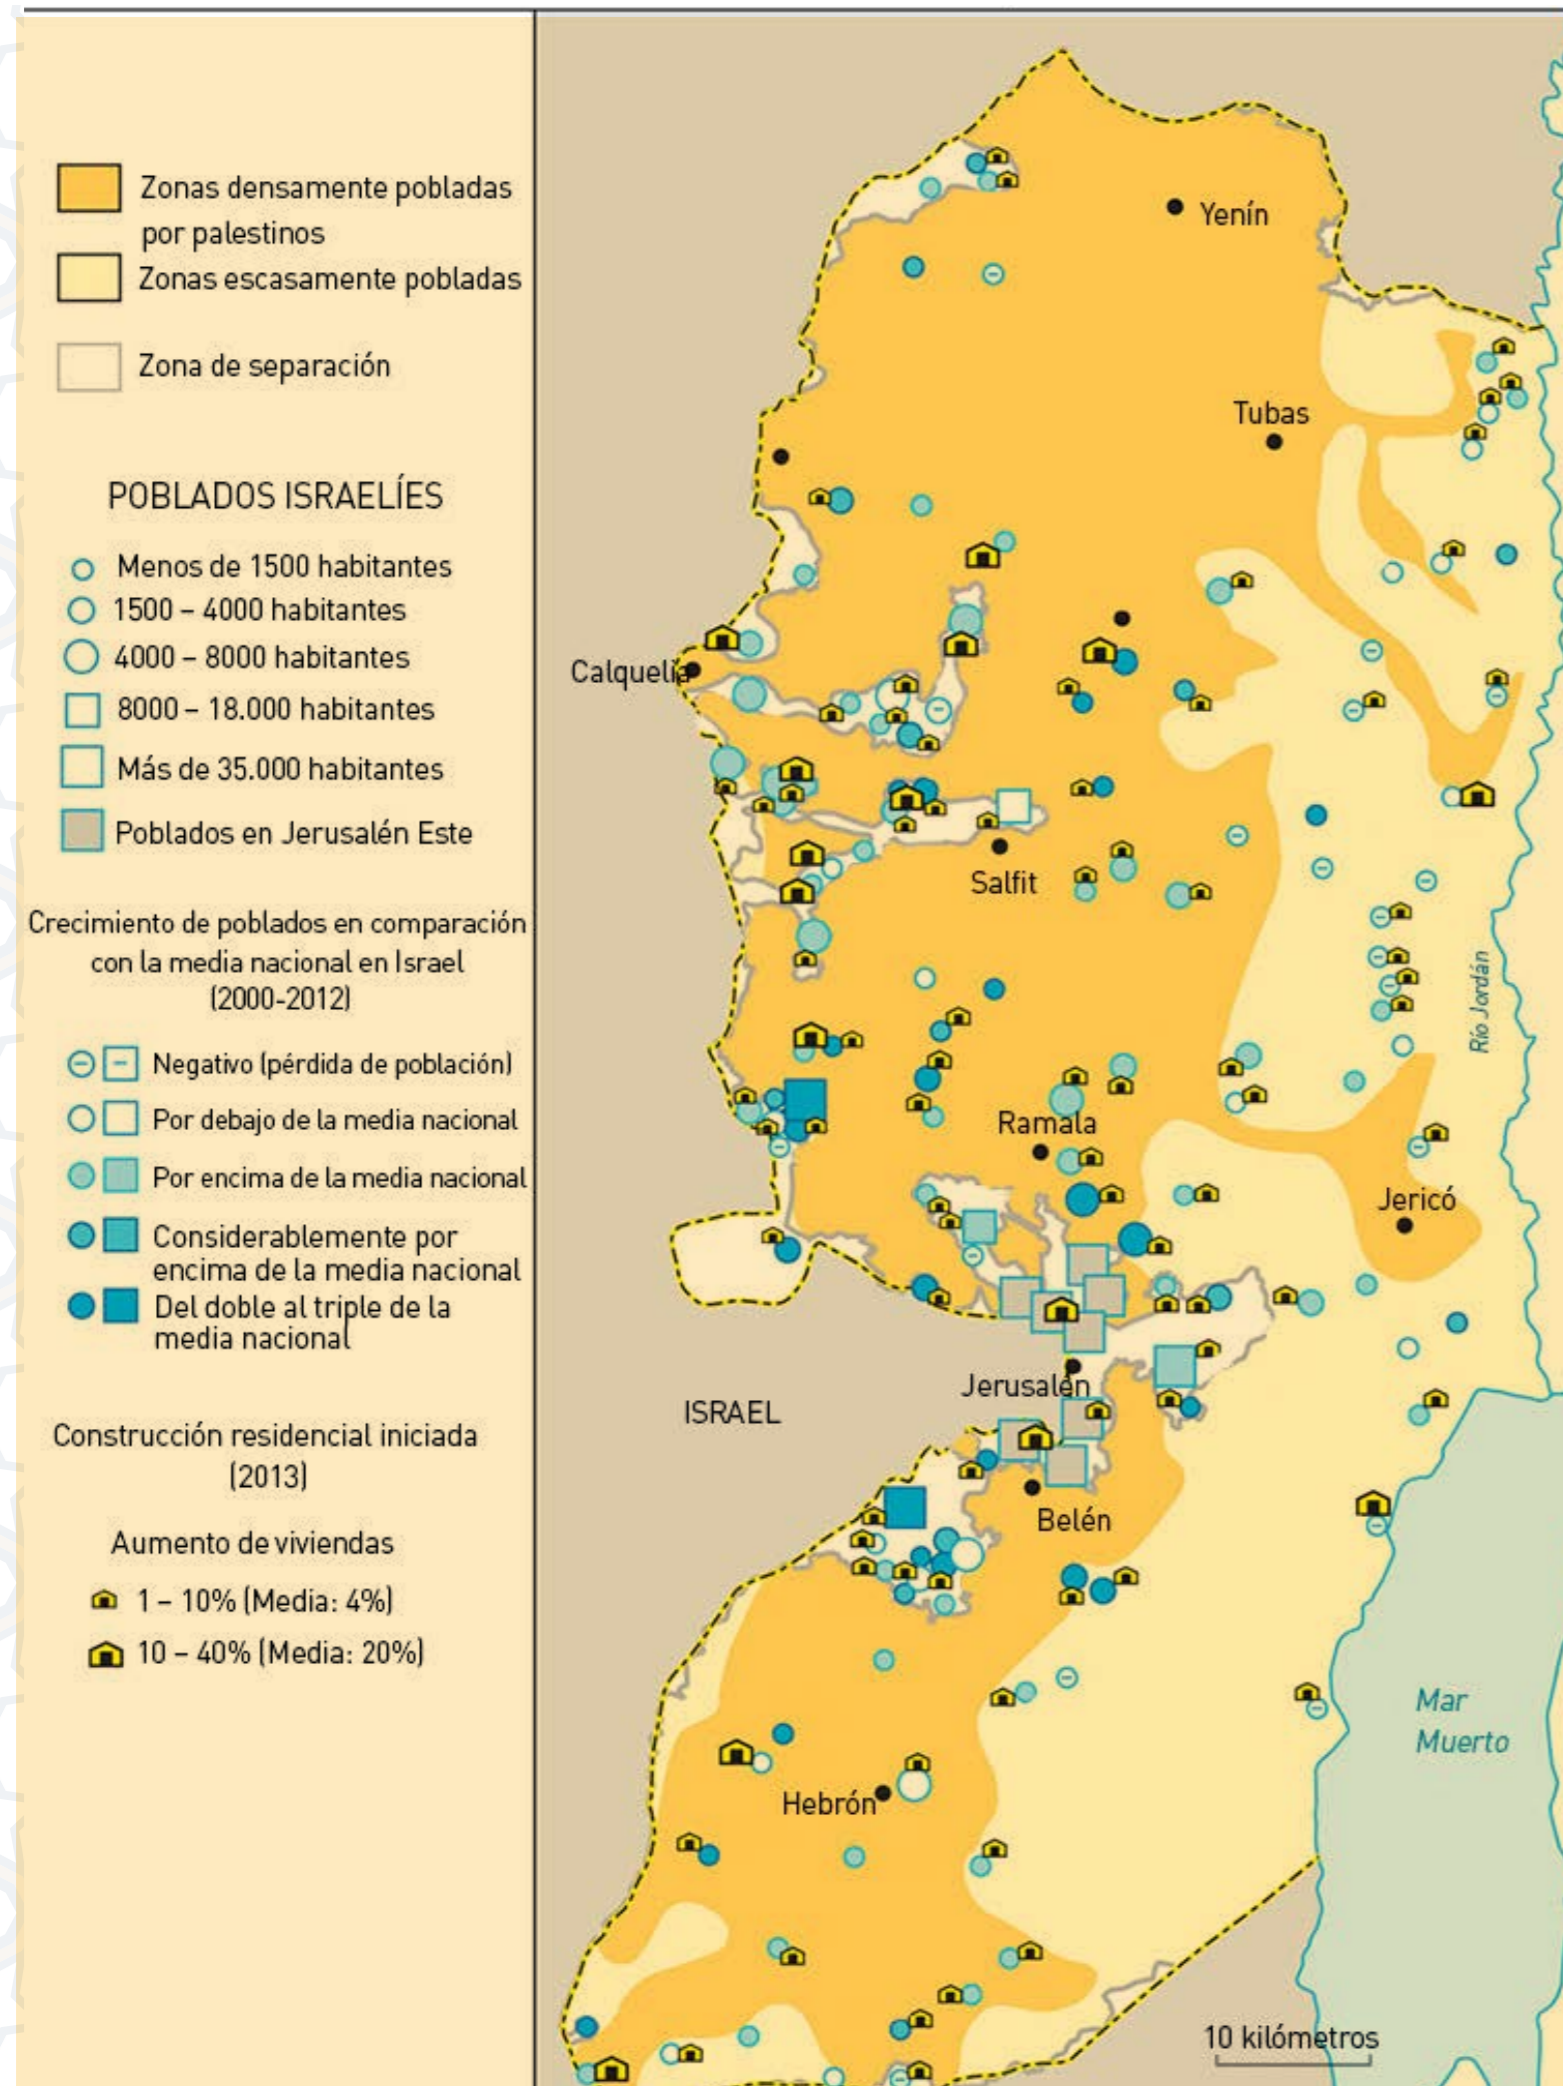 Zonas densamente pobladas
por palestinos
Zonas escasamente pobladas
Zona de separación
POBLADOS ISRAELÍES
Menos de 1500 habitantes
1500 – 4000 habitantes
4000 – 8000 habitantes
8000 – 18.000 habitantes
Más de 35.000 habitantes
Poblados en Jerusalén Este
Crecimiento de poblados en comparación
con la media nacional en Israel
(2000-2012)
Negativo (pérdida de población)
Por debajo de la media nacional
Por encima de la media nacional
Considerablemente por
encima de la media nacional
Del doble al triple de la
media nacional
Construcción residencial iniciada
(2013)
Aumento de viviendas
1 – 10% (Media: 4%)
10 – 40% (Media: 20%)
Yenín
Tubas
Calquelia
Salfit
Río Jordán
Ramala
Jericó
Jerusalén
ISRAEL
Belén
Mar
Muerto
Hebrón
10 kilómetros